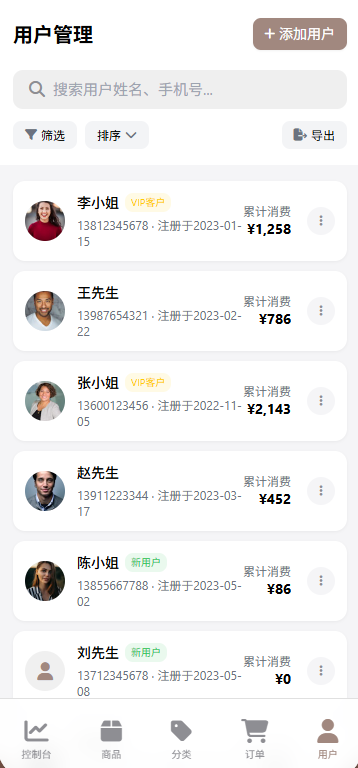 用户管理
添加用户
搜索用户姓名、手机号...
筛选
排序
导出
李小姐 VIP客户
13812345678 · 注册于2023-01-
15
累计消费
¥1,258
王先生
13987654321 · 注册于2023-02-
22
累计消费
¥786
张小姐 VIP客户
13600123456 · 注册于2022-11-
05
累计消费
¥2,143
赵先生
13911223344 · 注册于2023-03-
17
累计消费
¥452
陈小姐 新用户
13855667788 · 注册于2023-05-
02
累计消费
¥86
刘先生 新用户
13712345678 · 注册于2023-05-
08
累计消费
¥0
控制台
商品
分类
订单
用户